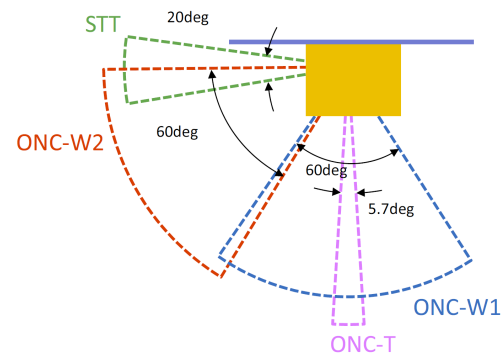 20deg
STT
ONC-W2
60deg
60deg
5.7deg
ONC-W1
ONC-T